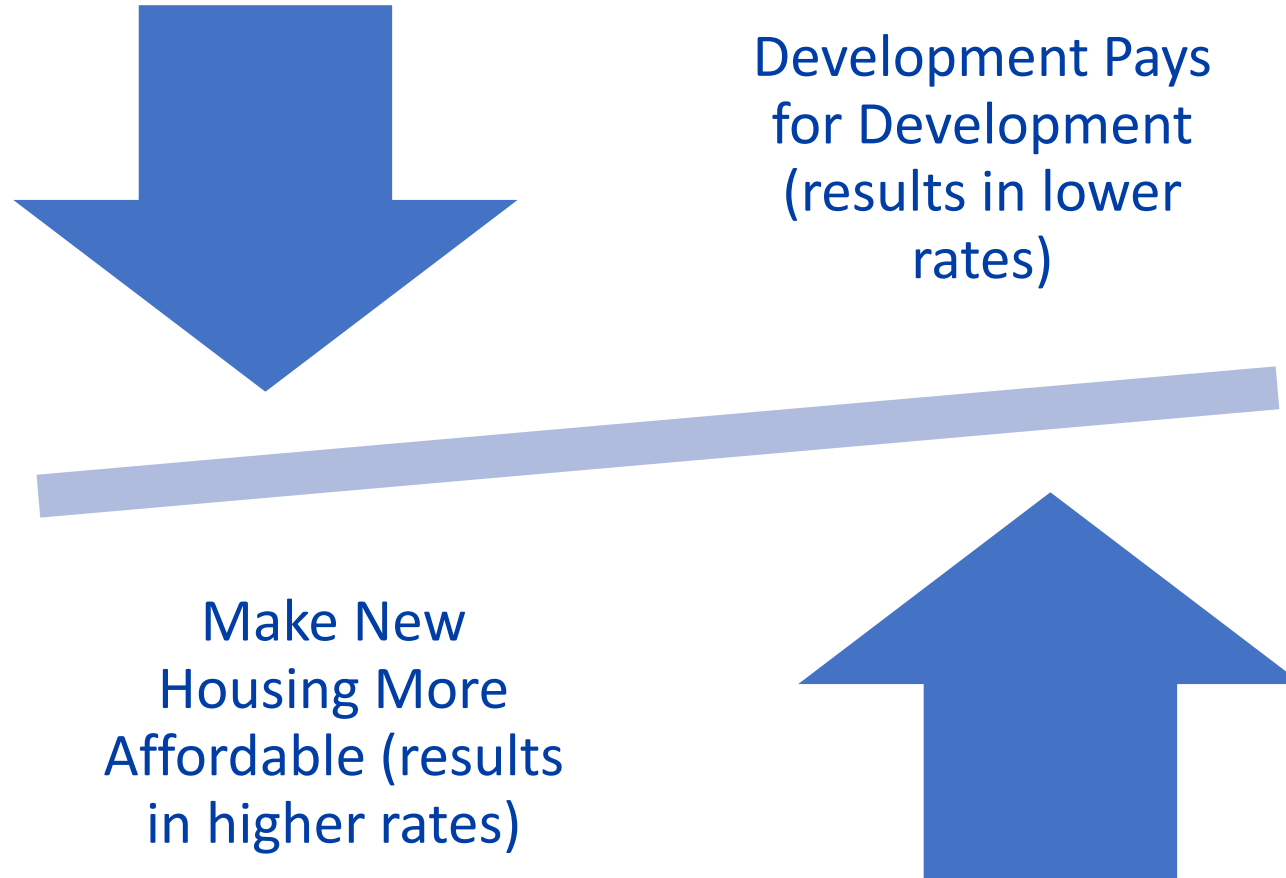 Development Pays
for Development
(results in lower
rates)
Make New
Housing More
Affordable (results
in higher rates)